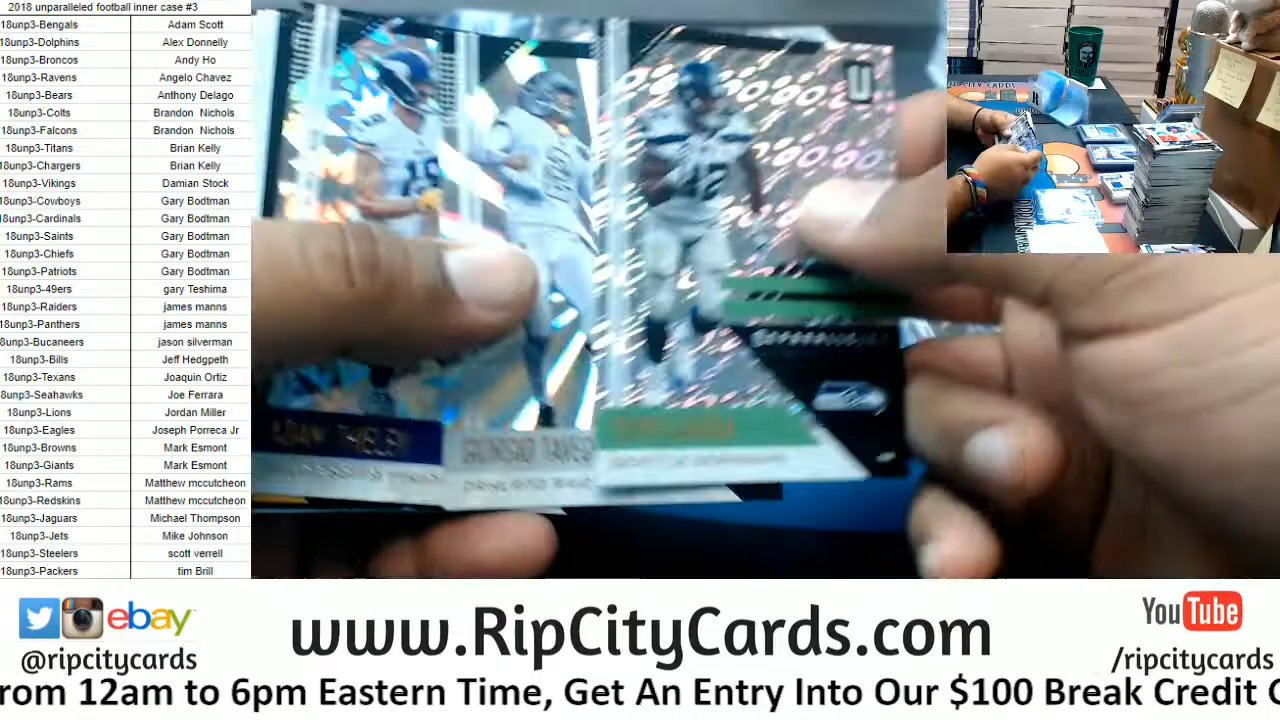 2018 unparalleled football inner case #3
18unp3-Bengals Adam Scott
18unp3-Dolphins Alex Donnelly
18unp3-Broncos Andy Ho
18unp3-Ravens Angelo Chavez
18unp3-Bears Anthony Delago
18unp3-Colts Brandon Nichols
18unp3-Falcons Brandon Nichols
18unp3-Titans Brian Kelly
18unp3-Chargers Brian Kelly
18unp3-Vikings Damian Stock
18unp3-Cowboys Gary Bodtman
18unp3-Cardinals Gary Bodtman
18unp3-Saints Gary Bodtman
18unp3-Chiefs Gary Bodtman
18unp3-Patriots Gary Bodtman
18unp3-49ers gary Teshima
18unp3-Raiders james manns
18unp3-Panthers james manns
18unp3-Bucaneers jason silverman
18unp3-Bills Jeff Hedgpeth
18unp3-Texans Joaquin Ortiz
18unp3-Seahawks Joe Ferrara
18unp3-Lions Jordan Miller
18unp3-Eagles Joseph Porreca Jr
18unp3-Browns Mark Esmont
18unp3-Giants Mark Esmont
18unp3-Rams Matthew mccutcheon
18unp3-Redskins Matthew mccutcheon
18unp3-Jaguars Michael Thompson
18unp3-Jets Mike Johnson
18unp3-Steelers scott verrell
18unp3-Packers tim Brill
U
ADAM THIELEN
ebay
@ripcitycards
www.RipCityCards.com
YouTube
/ripcitycards
rom 12am to 6pm Eastern Time, Get An Entry Into Our $100 Break Credit